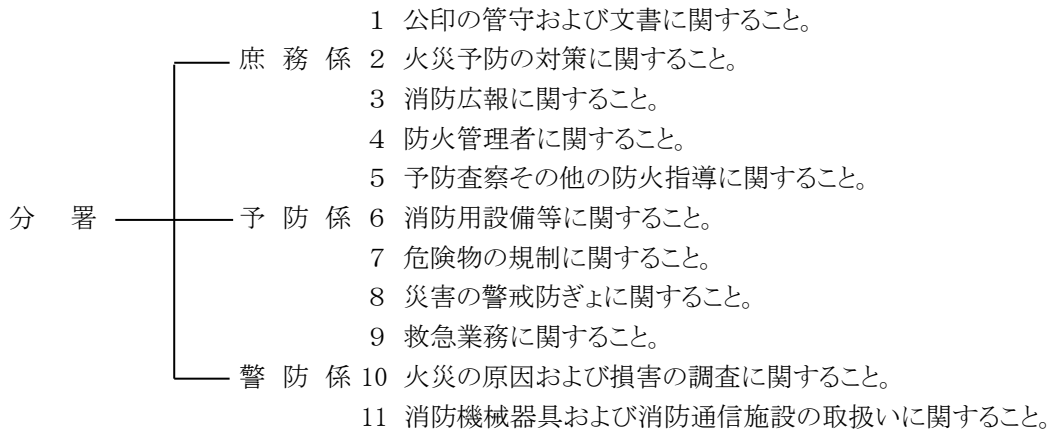 1 公印の管守および文書に関すること。
庶務係 2 火災予防の対策に関すること。
3 消防広報に関すること。
4 防火管理者に関すること。
5 予防査察その他の防火指導に関すること。
分署 予防係 6 消防用設備等に関すること。
7 危険物の規制に関すること。
8 災害の警戒防ぎょに関すること。
9 救急業務に関すること。
警防係 10 火災の原因および損害の調査に関すること。
11 消防機械器具および消防通信施設の取扱いに関すること。